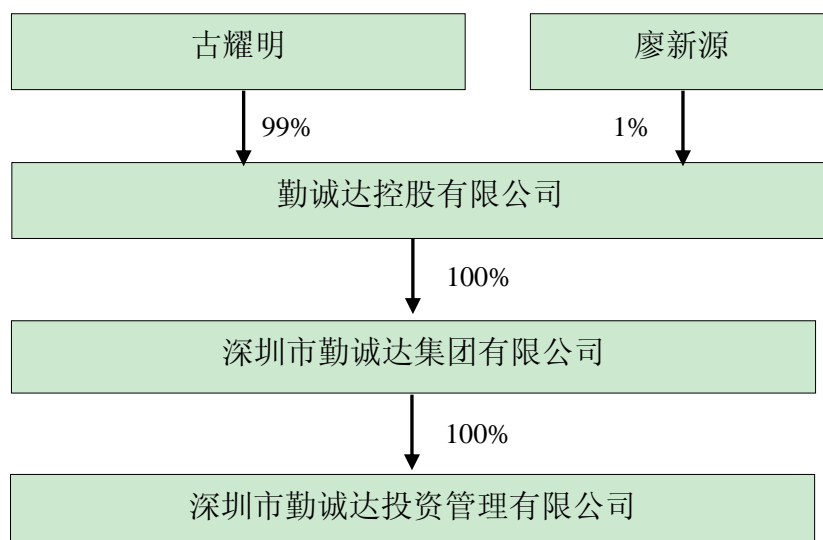 古耀明
廖新源
99%
1%
勤诚达控股有限公司
100%
深圳市勤诚达集团有限公司
100%
深圳市勤诚达投资管理有限公司